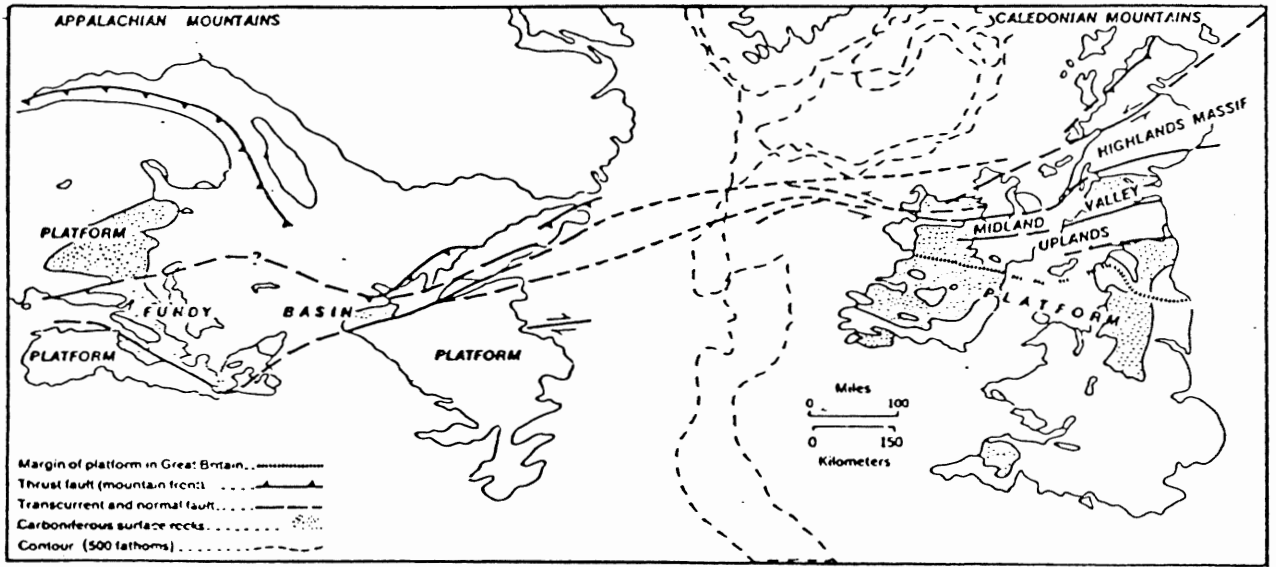 APPALACHIAN MOUNTAINS
CALEDONIAN MOUNTAINS
HIGHLANDS MASSIF
MIDLAND VALLEY
UPLANDS
PLATFORM
FUNDY BASIN
PLATFORM
PLATFORM
PLATFORM
?
Miles
0 100
0 150
Kilometers
Margin of platform in Great Britain
Thrust fault (mountain front)
Transcurrent and normal fault
Carboniferous surface rocks
Contour (500 fathoms)